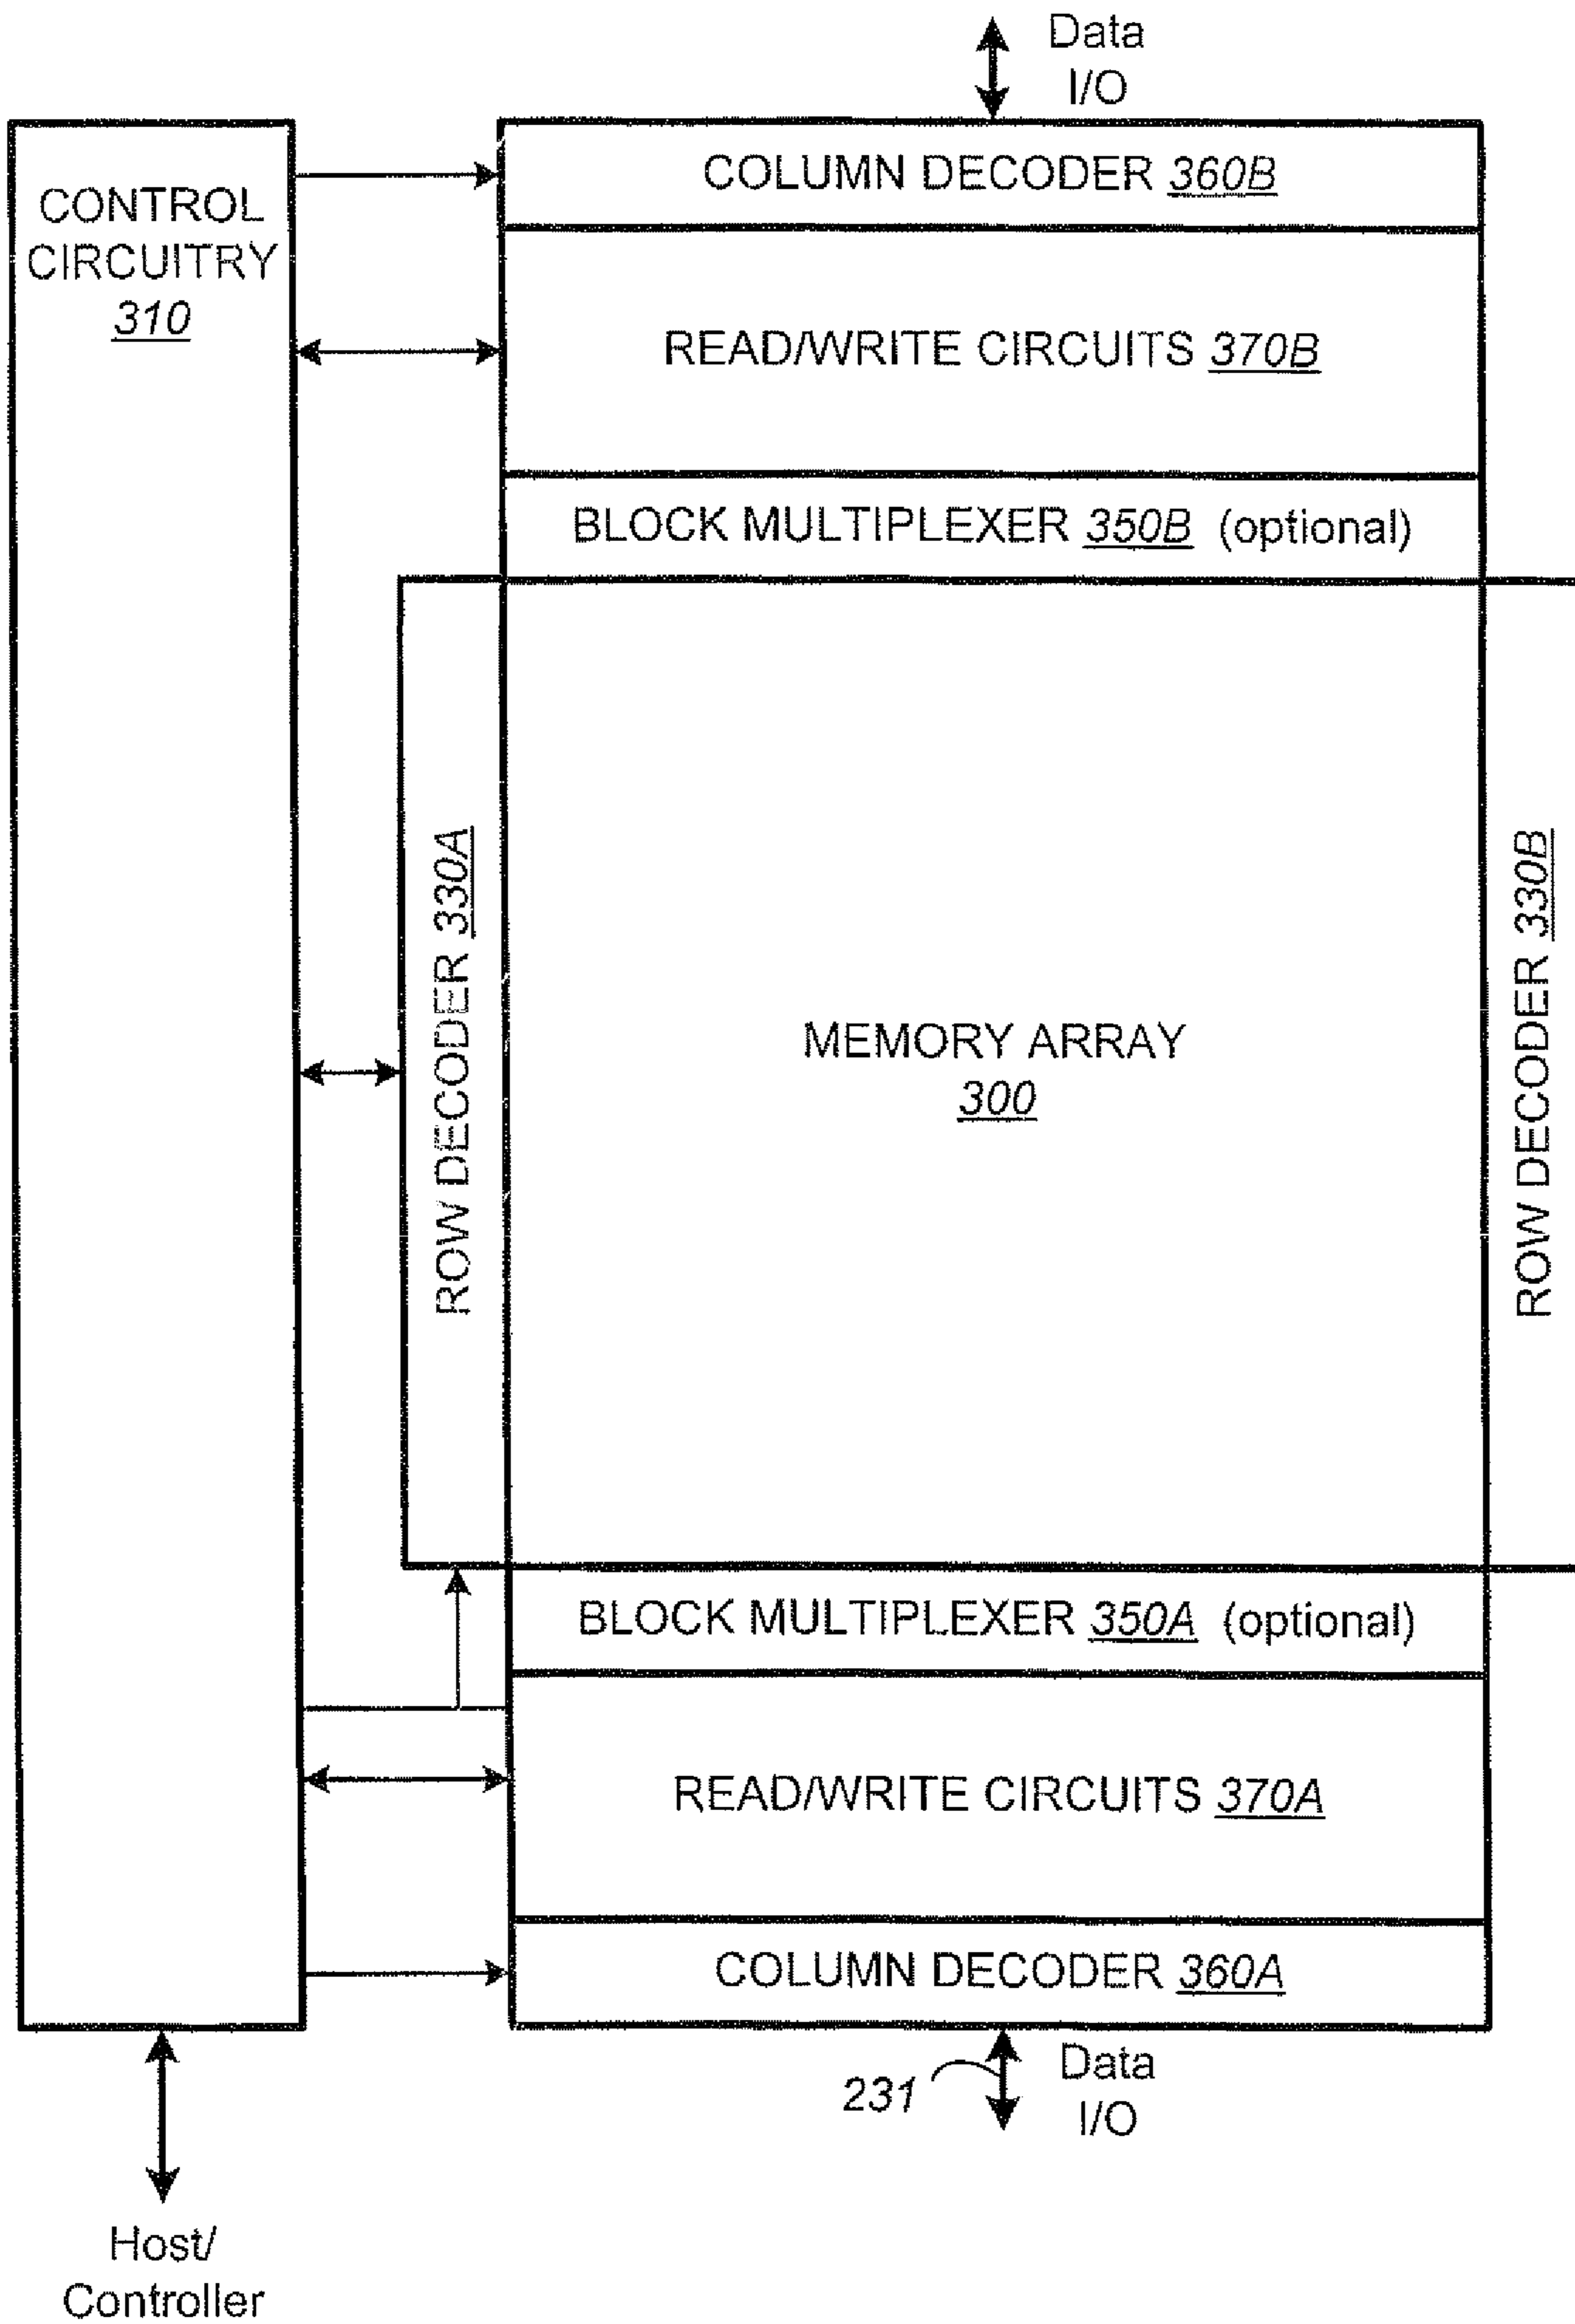 Data
I/O
COLUMN DECODER 360B
CONTROL
CIRCUITRY
310
READ/WRITE CIRCUITS 370B
BLOCK MULTIPLEXER 350B (optional)
ROW DECODER 330A
MEMORY ARRAY
300
ROW DECODER 330B
BLOCK MULTIPLEXER 350A (optional)
READ/WRITE CIRCUITS 370A
COLUMN DECODER 360A
231
Data
I/O
Host/
Controller